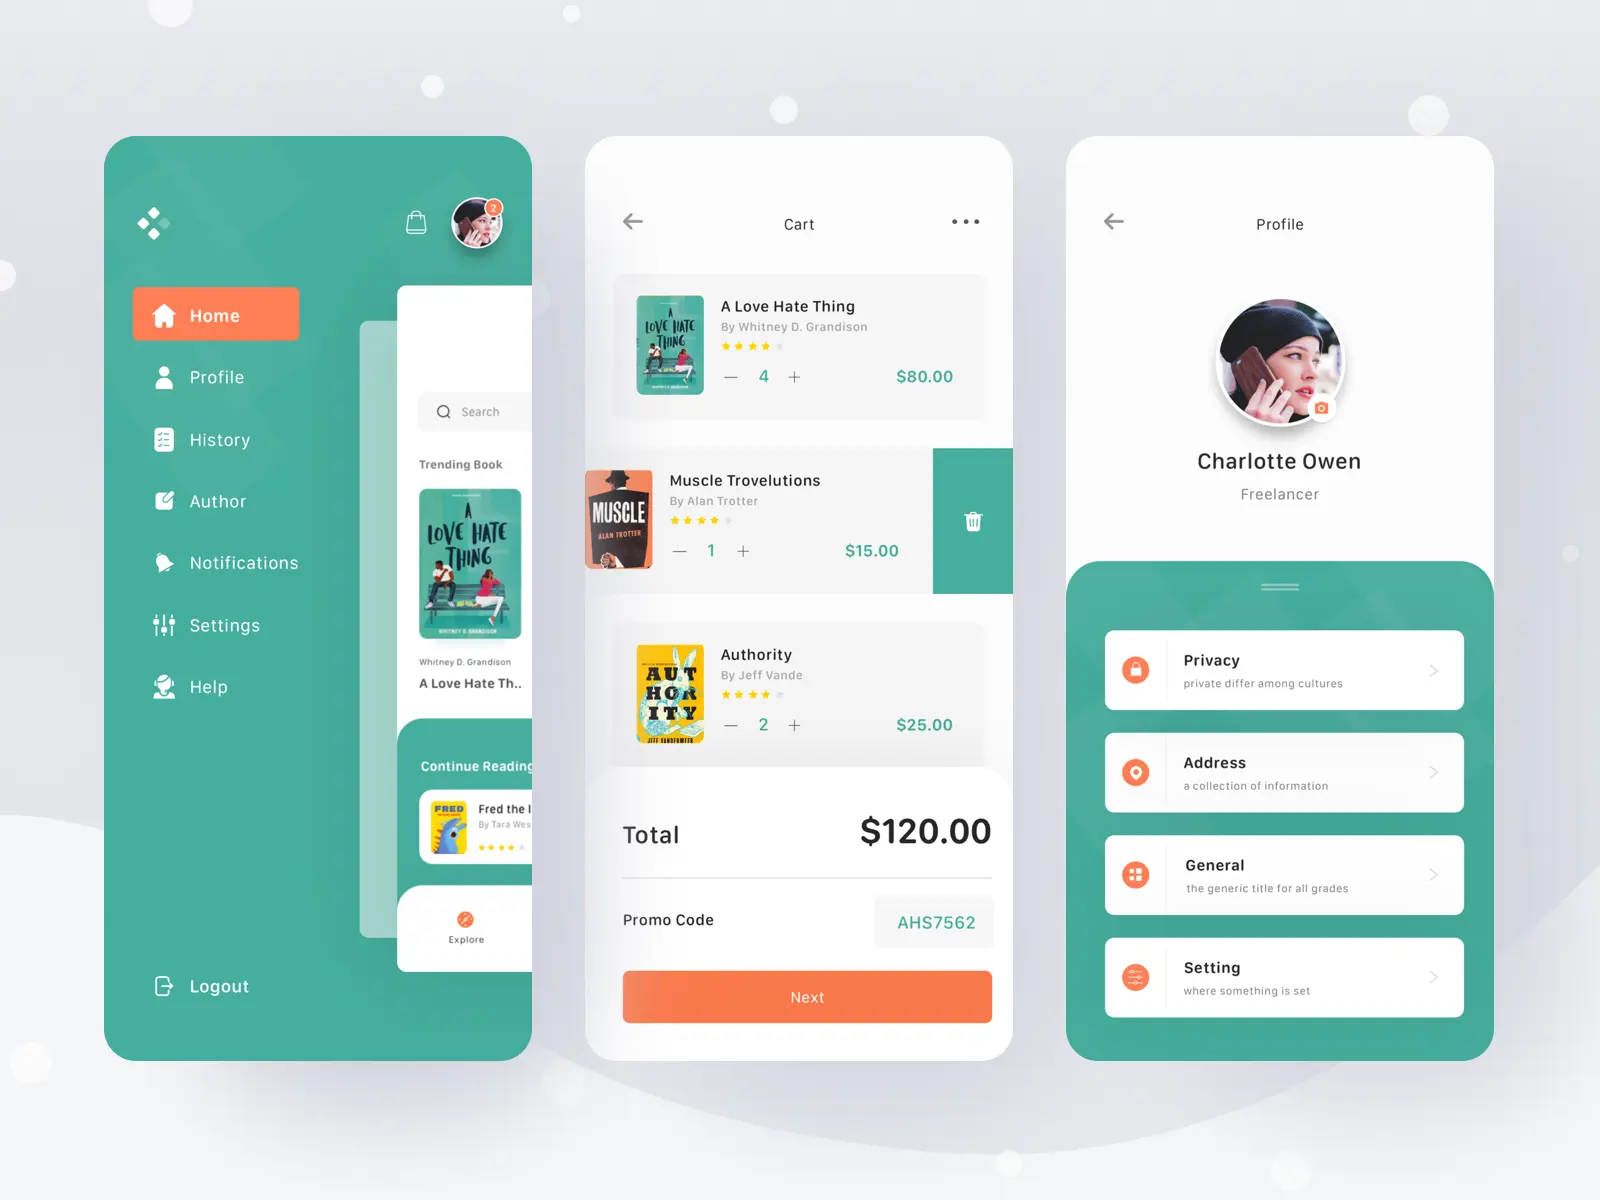 2
Home
Profile
History
Author
Notifications
Settings
Help
Logout
Search
Trending Book
A
LOVE HATE
THING
WHITNEY D. GRANDISON
Whitney D. Grandison
A Love Hate Th..
Continue Reading
FRED
Fred the
By Tara Wes
Explore
Cart
A
LOVE HATE
THING
A Love Hate Thing
By Whitney D. Grandison
4
$80.00
MUSCLE
ALAN TROTTER
Muscle Trovelutions
By Alan Trotter
1
$15.00
AUT
HOR
ITY
JEFF VANDERMEER
Authority
By Jeff Vande
2
$25.00
Total
$120.00
Promo Code
AHS7562
Next
Profile
Charlotte Owen
Freelancer
Privacy
private differ among cultures
Address
a collection of information
General
the generic title for all grades
Setting
where something is set